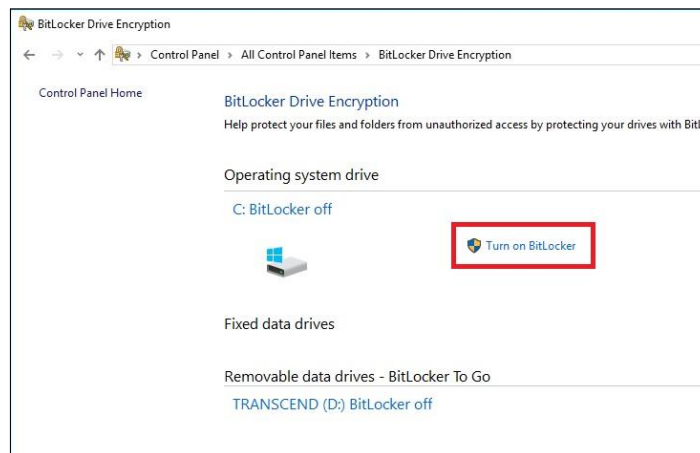 BitLocker Drive Encryption
Control Panel > All Control Panel Items > BitLocker Drive Encryption
Control Panel Home
BitLocker Drive Encryption
Help protect your files and folders from unauthorized access by protecting your drives with BitL
Operating system drive
C: BitLocker off
Turn on BitLocker
Fixed data drives
Removable data drives - BitLocker To Go
TRANSCEND (D:) BitLocker off